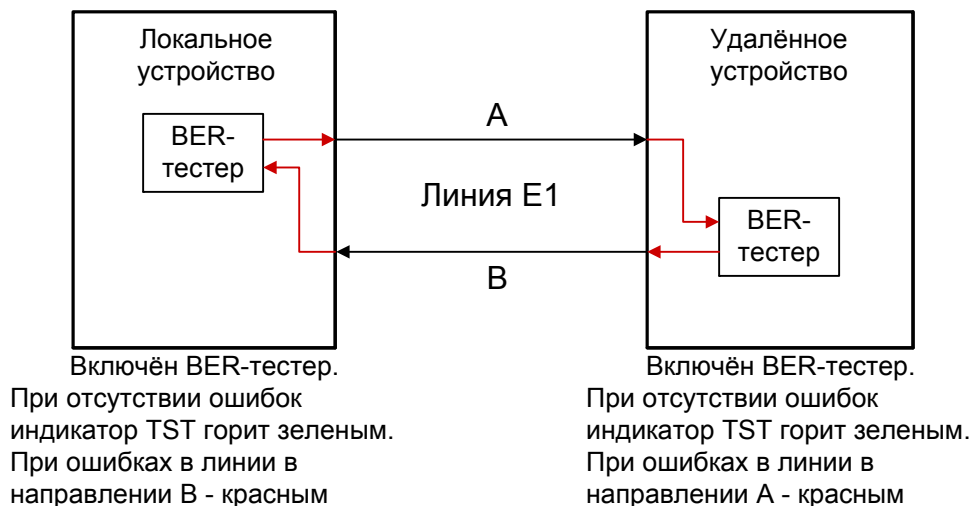 Локальное
устройство
BER-
тестер
A
Линия E1
B
Удалённое
устройство
BER-
тестер
Включён BER-тестер.
При отсутствии ошибок
индикатор TST горит зеленым.
При ошибках в линии в
направлении B - красным
Включён BER-тестер.
При отсутствии ошибок
индикатор TST горит зеленым.
При ошибках в линии в
направлении A - красным